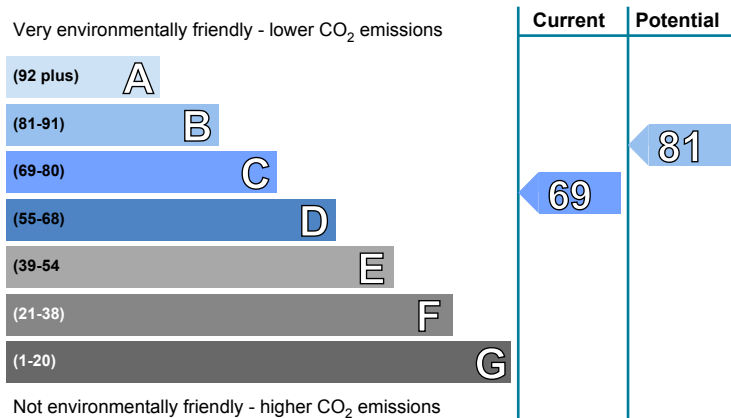 Very environmentally friendly - lower CO2 emissions
Current
Potential
(92 plus) A
(81-91) B
(69-80) C
(55-68) D
(39-54 E
(21-38) F
(1-20) G
81
69
Not environmentally friendly - higher CO2 emissions